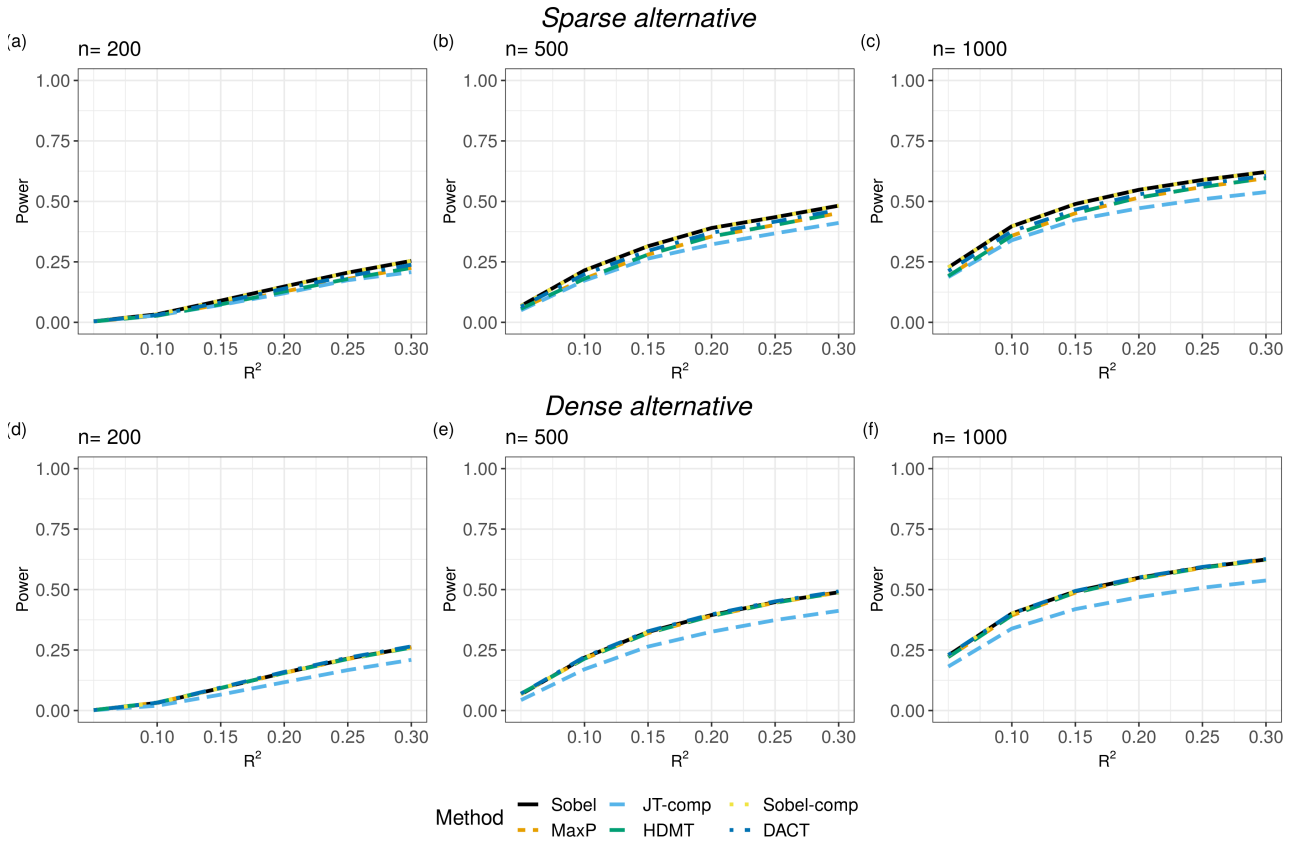 Sparse alternative
(a)
n= 200
(b)
n= 500
(c)
n= 1000
1.00
0.75
0.50
0.25
0.00
Power
0.10 0.15 0.20 0.25 0.30
R²
1.00
0.75
0.50
0.25
0.00
Power
0.10 0.15 0.20 0.25 0.30
R²
1.00
0.75
0.50
0.25
0.00
Power
0.10 0.15 0.20 0.25 0.30
R²
Dense alternative
(d)
n= 200
(e)
n= 500
(f)
n= 1000
1.00
0.75
0.50
0.25
0.00
Power
0.10 0.15 0.20 0.25 0.30
R²
1.00
0.75
0.50
0.25
0.00
Power
0.10 0.15 0.20 0.25 0.30
R²
1.00
0.75
0.50
0.25
0.00
Power
0.10 0.15 0.20 0.25 0.30
R²
Method
Sobel JT-comp Sobel-comp
MaxP HDMT DACT